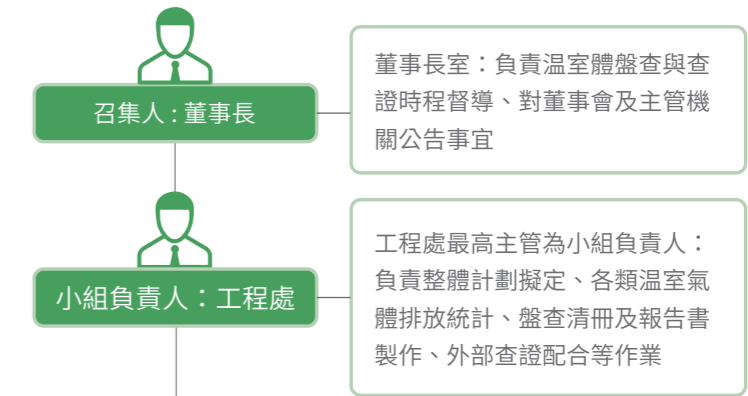 召集人 : 董事長
董事長室：負責溫室體盤查與查
證時程督導、對董事會及主管機
關公告事宜
小組負責人：工程處
工程處最高主管為小組負責人：
負責整體計劃擬定、各類溫室氣
體排放統計、盤查清冊及報告書
製作、外部查證配合等作業